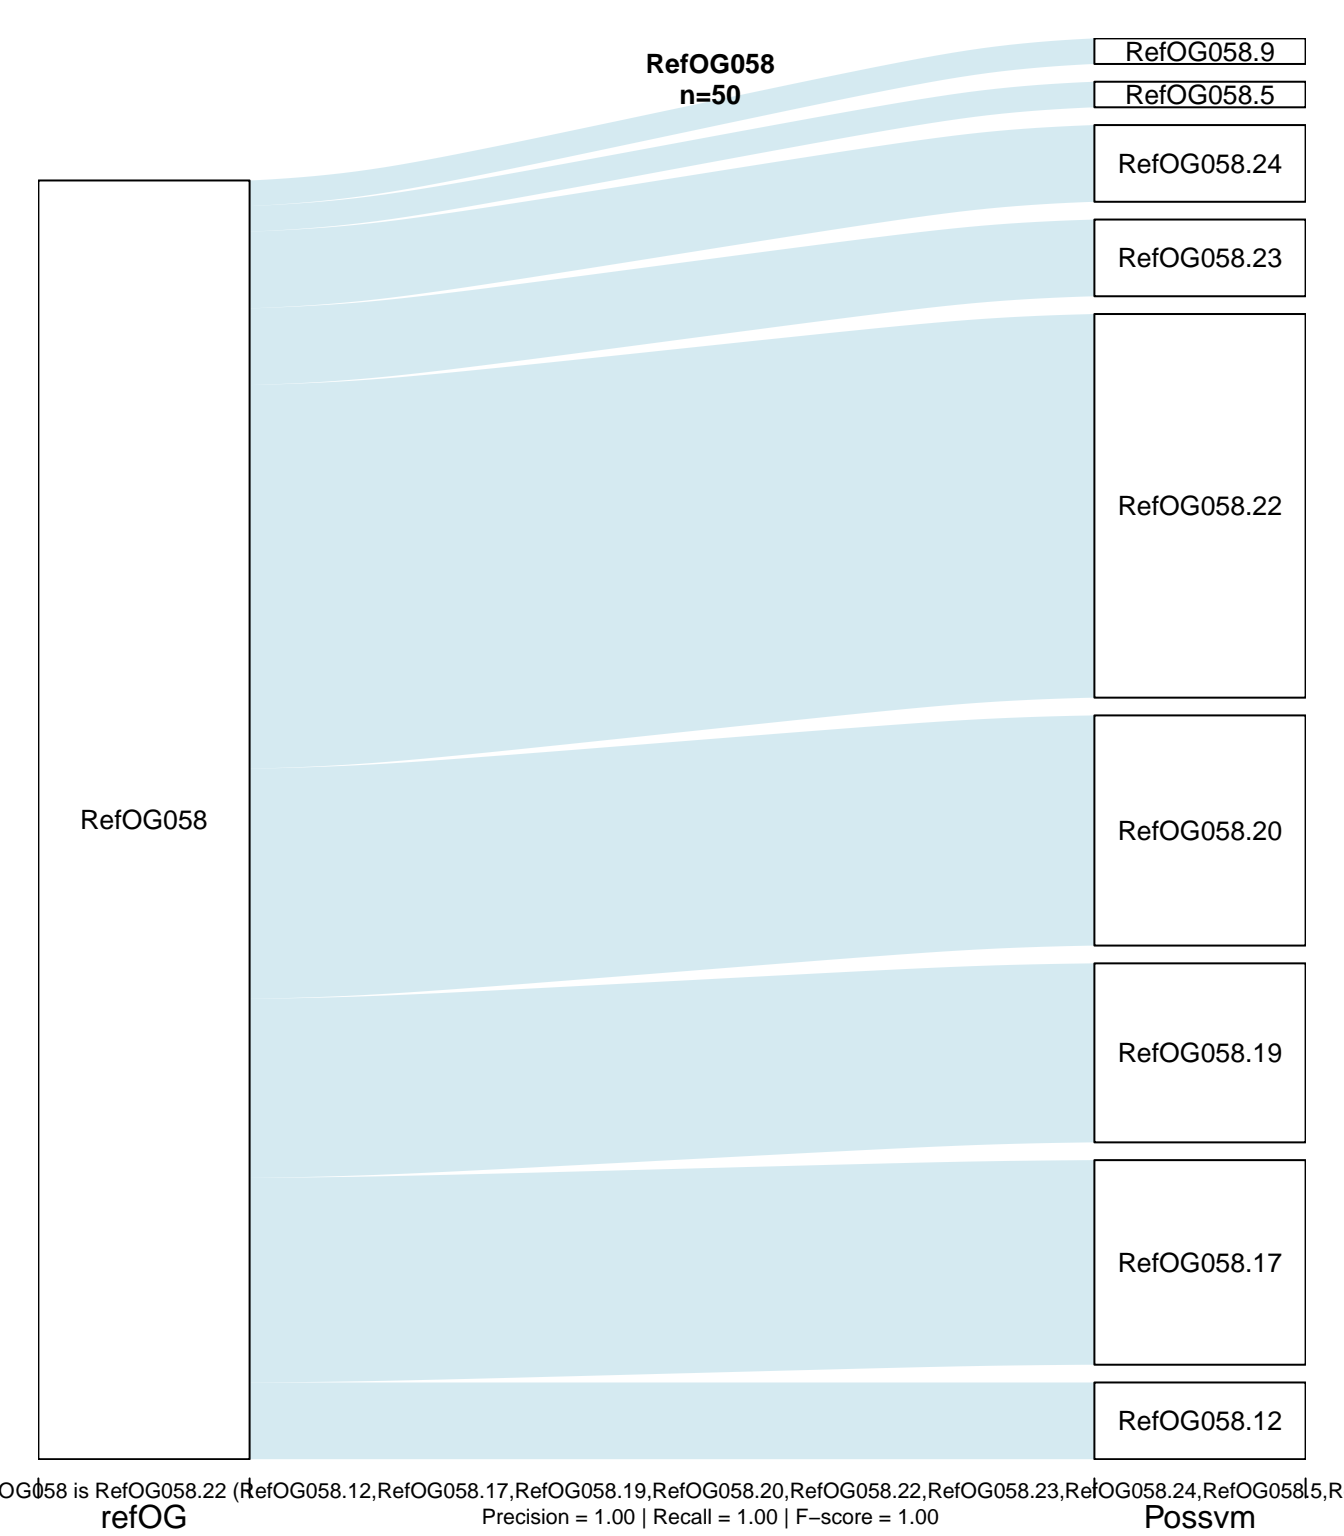 RefOG058
n=50
RefOG058.9
RefOG058.5
RefOG058.24
RefOG058.23
RefOG058.22
RefOG058
RefOG058.20
RefOG058.19
RefOG058.17
RefOG058.12
OG058 is RefOG058.22 (RefOG058.12,RefOG058.17,RefOG058.19,RefOG058.20,RefOG058.22,RefOG058.23,RefOG058.24,RefOG058.5,R
refOG
Precision = 1.00 | Recall = 1.00 | F−score = 1.00
Possvm